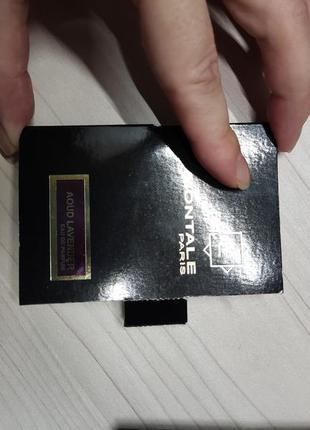 ONTALE
PARIS
AOUD LAVENDER
EAU DE PARFUM